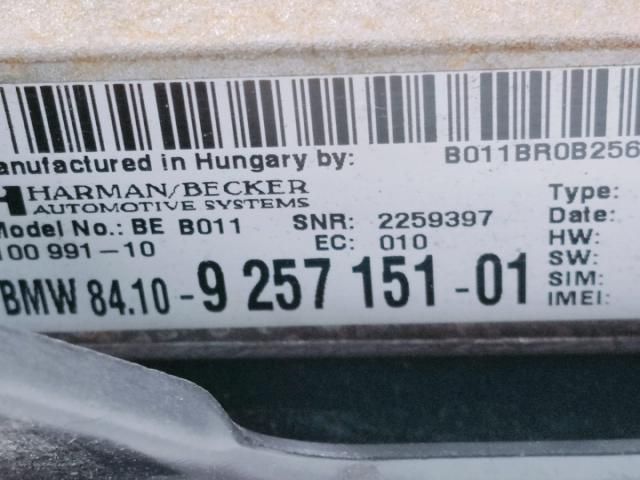 B011BR0B256
anufactured in Hungary by:
HARMAN/BECKER
AUTOMOTIVE SYSTEMS
Model No.: BE B011
SNR: 2259397
100 991-10
EC: 010
BMW 84.10-9 257 151-01
Type:
Date:
HW:
SW:
SIM:
IMEI: